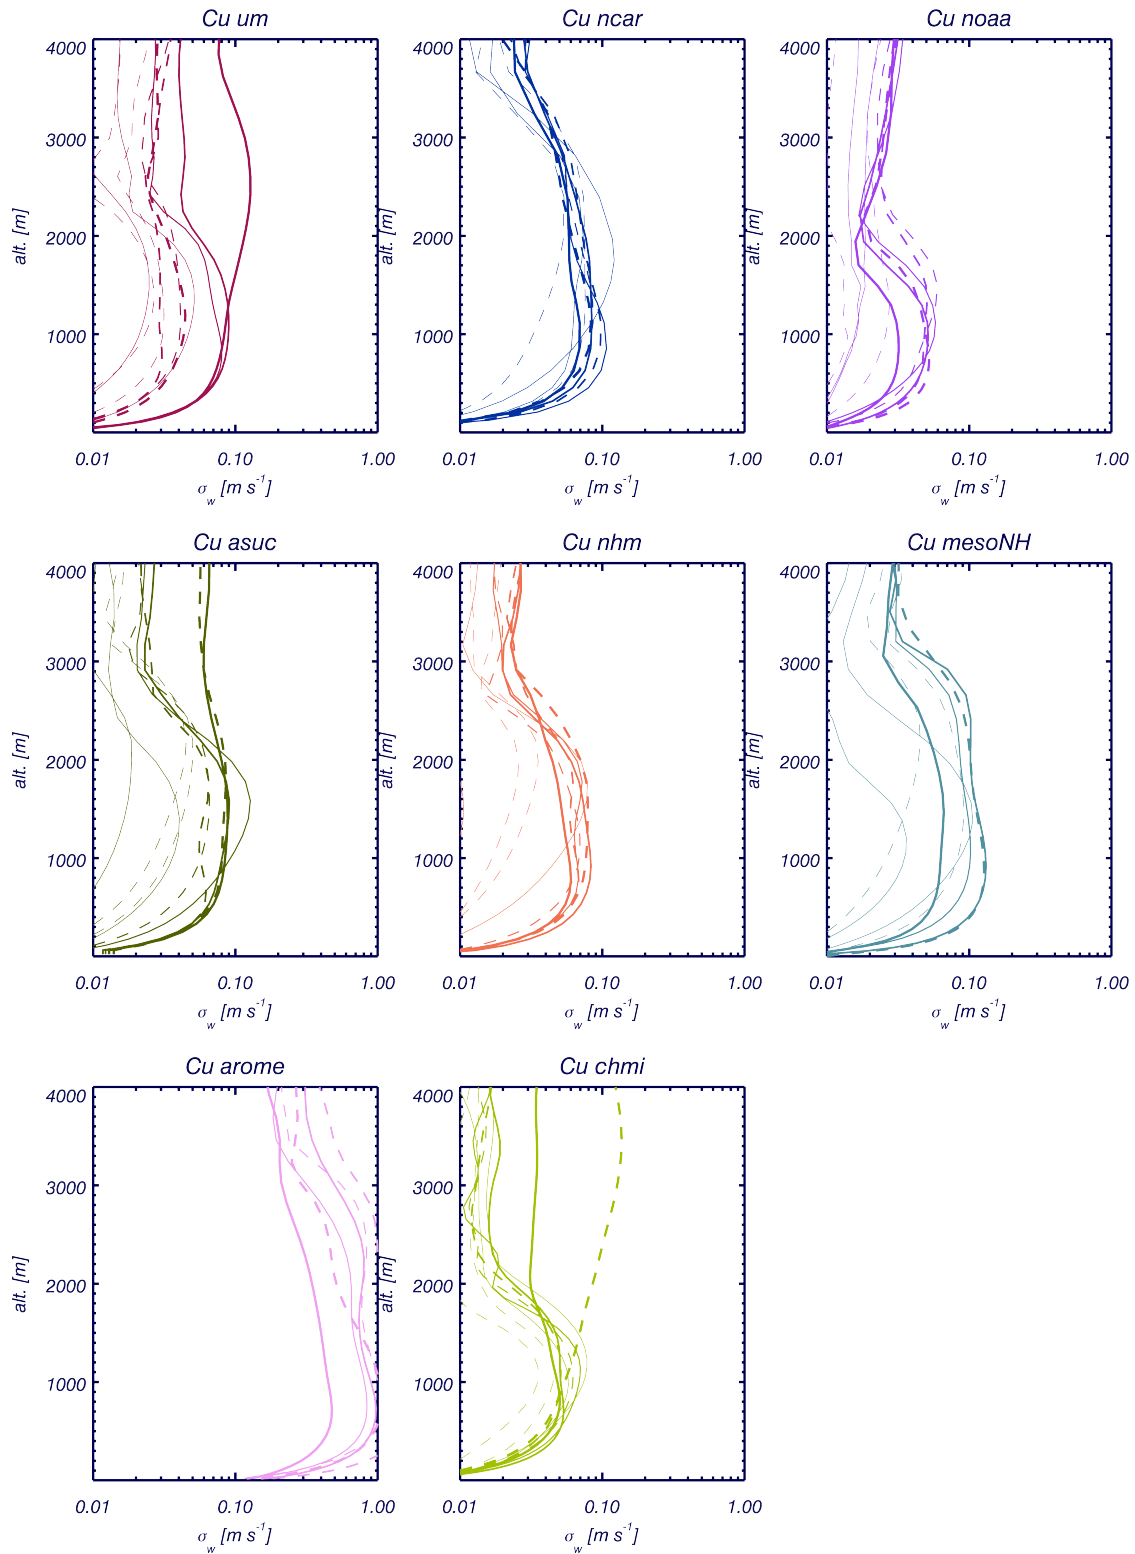 Cu um
Cu ncar
Cu noaa
4000
3000
2000
1000
alt. [m]
0.01 0.10 1.00
σw [m s-1]
4000
3000
2000
1000
alt. [m]
0.01 0.10 1.00
σw [m s-1]
4000
3000
2000
1000
alt. [m]
0.01 0.10 1.00
σw [m s-1]
Cu asuc
Cu nhm
Cu mesoNH
4000
3000
2000
1000
alt. [m]
0.01 0.10 1.00
σw [m s-1]
4000
3000
2000
1000
alt. [m]
0.01 0.10 1.00
σw [m s-1]
4000
3000
2000
1000
alt. [m]
0.01 0.10 1.00
σw [m s-1]
Cu arome
Cu chmi
4000
3000
2000
1000
alt. [m]
0.01 0.10 1.00
σw [m s-1]
4000
3000
2000
1000
alt. [m]
0.01 0.10 1.00
σw [m s-1]